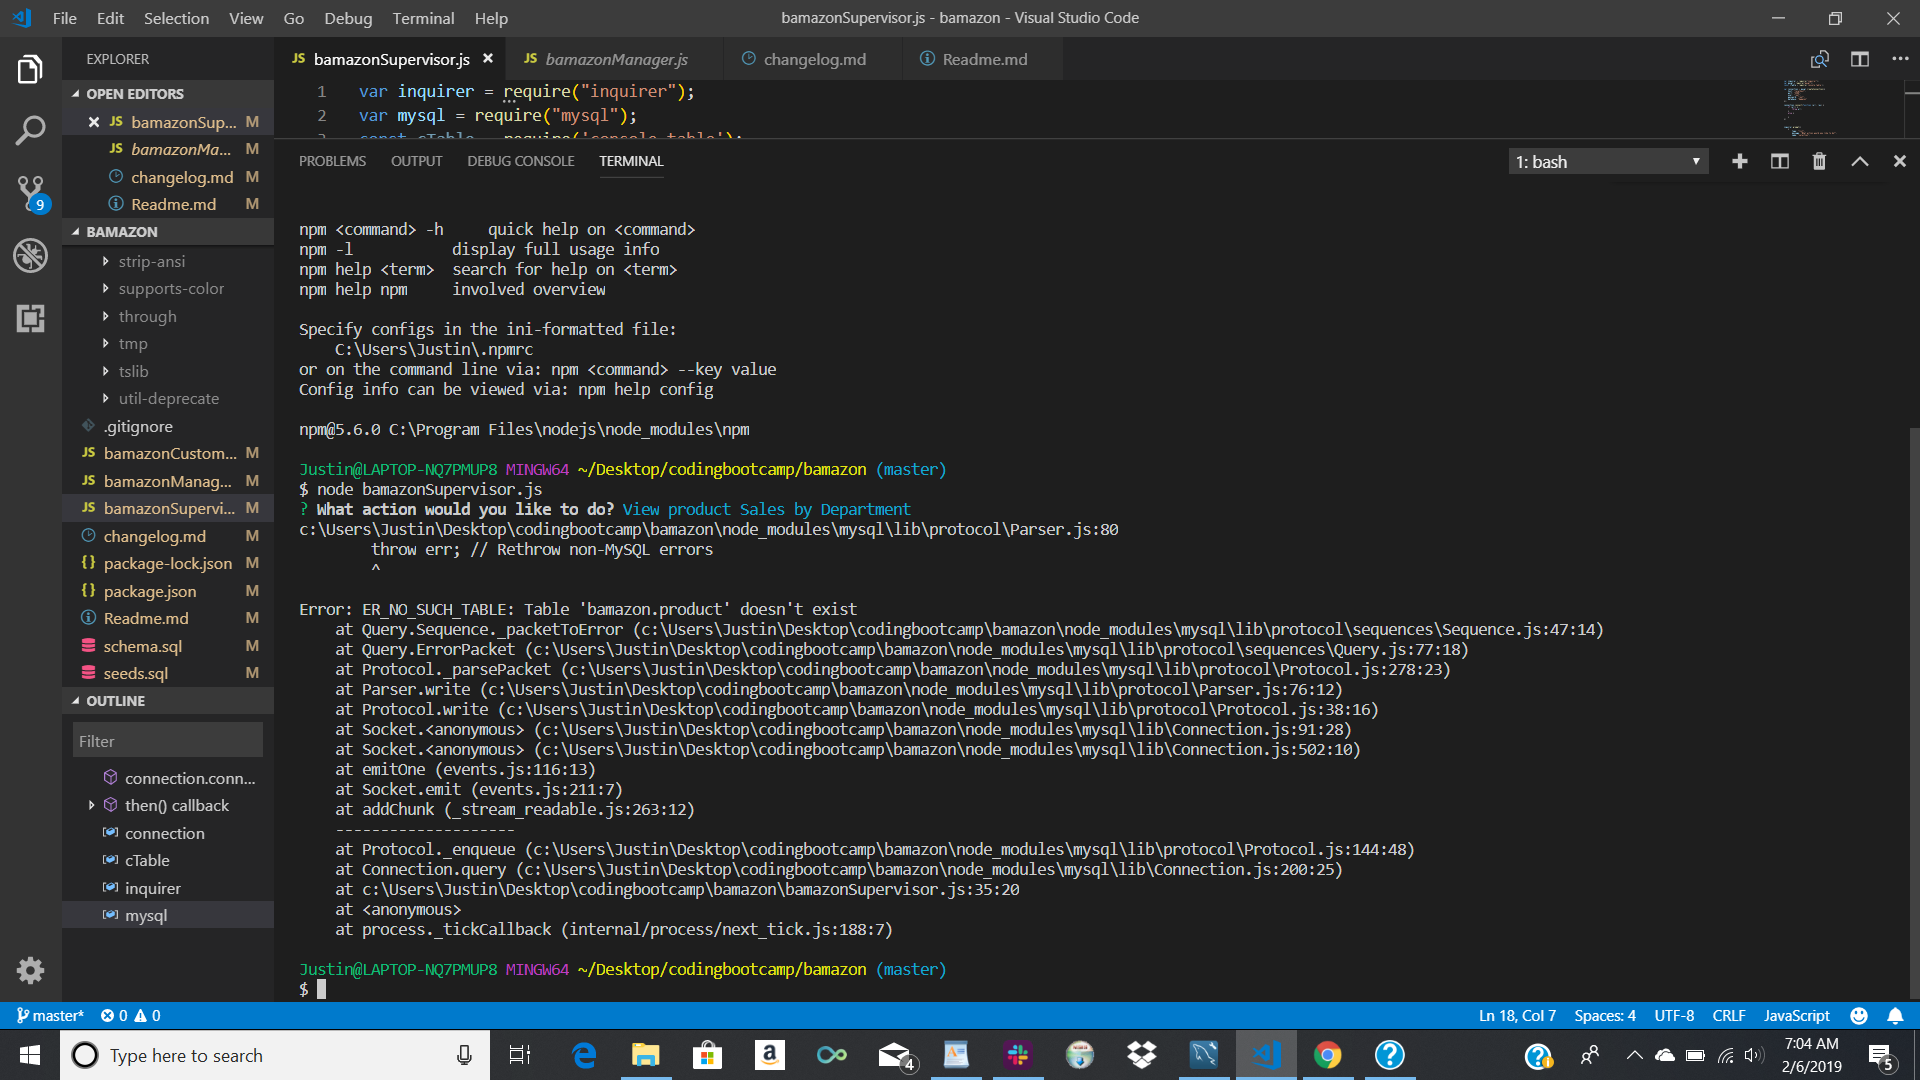 File Edit Selection View Go Debug Terminal Help
bamazonSupervisor.js - bamazon - Visual Studio Code
EXPLORER
OPEN EDITORS
JS bamazonSup... M
JS bamazonMa... M
changelog.md M
Readme.md M
9
BAMAZON
strip-ansi
supports-color
through
tmp
tslib
util-deprecate
.gitignore
JS bamazonCustom... M
JS bamazonManag... M
JS bamazonSupervi... M
changelog.md M
package-lock.json M
package.json M
Readme.md M
schema.sql M
seeds.sql M
OUTLINE
Filter
connection.conn...
then() callback
connection
cTable
inquirer
mysql
JS bamazonSupervisor.js JS bamazonManager.js changelog.md Readme.md
1 var inquirer = require("inquirer");
2 var mysql = require("mysql");
3 const cTable = require('console.table');
PROBLEMS OUTPUT DEBUG CONSOLE TERMINAL
1: bash
npm <command> -h quick help on <command>
npm -l display full usage info
npm help <term> search for help on <term>
npm help npm involved overview
Specify configs in the ini-formatted file:
C:\Users\Justin\.npmrc
or on the command line via: npm <command> --key value
Config info can be viewed via: npm help config
npm@5.6.0 C:\Program Files\nodejs\node_modules\npm
Justin@LAPTOP-NQ7PMUP8 MINGW64 ~/Desktop/codingbootcamp/bamazon (master)
$ node bamazonSupervisor.js
? What action would you like to do? View product Sales by Department
c:\Users\Justin\Desktop\codingbootcamp\bamazon\node_modules\mysql\lib\protocol\Parser.js:80
throw err; // Rethrow non-MySQL errors
^
Error: ER_NO_SUCH_TABLE: Table 'bamazon.product' doesn't exist
at Query.Sequence._packetToError (c:\Users\Justin\Desktop\codingbootcamp\bamazon\node_modules\mysql\lib\protocol\sequences\Sequence.js:47:14)
at Query.ErrorPacket (c:\Users\Justin\Desktop\codingbootcamp\bamazon\node_modules\mysql\lib\protocol\sequences\Query.js:77:18)
at Protocol._parsePacket (c:\Users\Justin\Desktop\codingbootcamp\bamazon\node_modules\mysql\lib\protocol\Protocol.js:278:23)
at Parser.write (c:\Users\Justin\Desktop\codingbootcamp\bamazon\node_modules\mysql\lib\protocol\Parser.js:76:12)
at Protocol.write (c:\Users\Justin\Desktop\codingbootcamp\bamazon\node_modules\mysql\lib\protocol\Protocol.js:38:16)
at Socket.<anonymous> (c:\Users\Justin\Desktop\codingbootcamp\bamazon\node_modules\mysql\lib\Connection.js:91:28)
at Socket.<anonymous> (c:\Users\Justin\Desktop\codingbootcamp\bamazon\node_modules\mysql\lib\Connection.js:502:10)
at emitOne (events.js:116:13)
at Socket.emit (events.js:211:7)
at addChunk (_stream_readable.js:263:12)
--------------------
at Protocol._enqueue (c:\Users\Justin\Desktop\codingbootcamp\bamazon\node_modules\mysql\lib\protocol\Protocol.js:144:48)
at Connection.query (c:\Users\Justin\Desktop\codingbootcamp\bamazon\node_modules\mysql\lib\Connection.js:200:25)
at c:\Users\Justin\Desktop\codingbootcamp\bamazon\bamazonSupervisor.js:35:20
at <anonymous>
at process._tickCallback (internal/process/next_tick.js:188:7)
Justin@LAPTOP-NQ7PMUP8 MINGW64 ~/Desktop/codingbootcamp/bamazon (master)
$
master* 0 0
Ln 18, Col 7 Spaces: 4 UTF-8 CRLF JavaScript
Type here to search
4
7:04 AM
2/6/2019
5